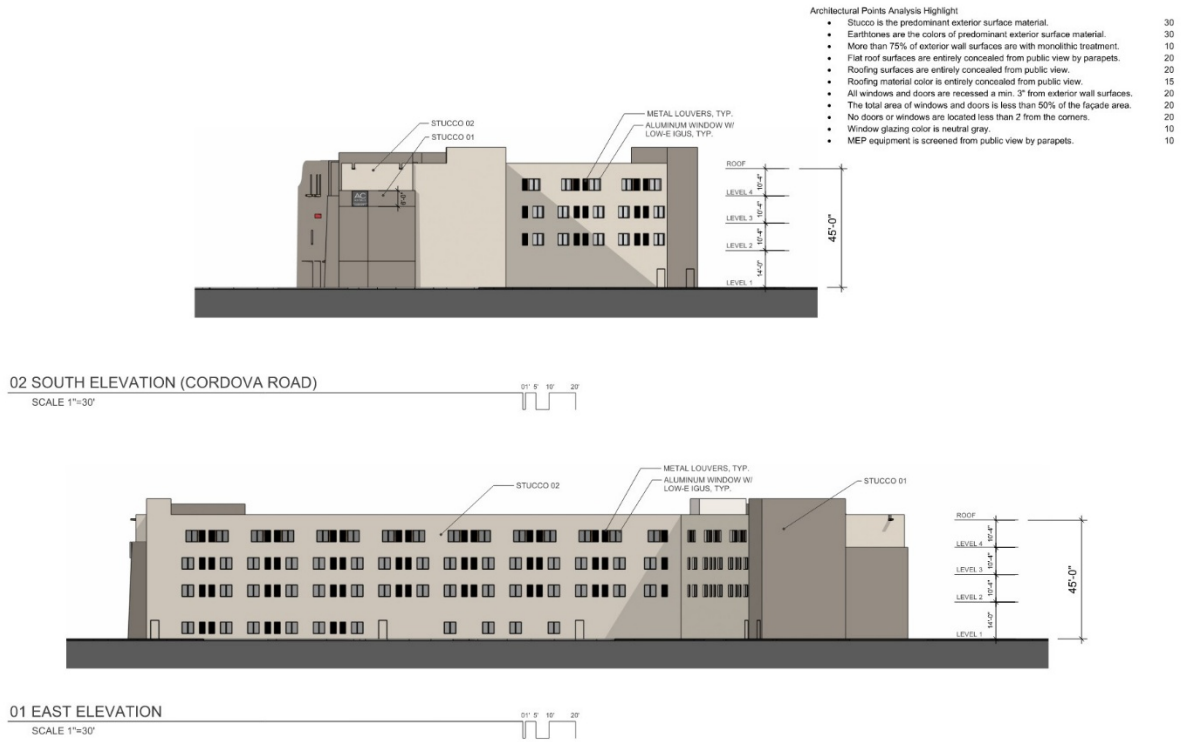 Architectural Points Analysis Highlight
• Stucco is the predominant exterior surface material. 30
• Earthtones are the colors of predominant exterior surface material. 30
• More than 75% of exterior wall surfaces are with monolithic treatment. 10
• Flat roof surfaces are entirely concealed from public view by parapets. 20
• Roofing surfaces are entirely concealed from public view. 20
• Roofing material color is entirely concealed from public view. 15
• All windows and doors are recessed a min. 3" from exterior wall surfaces. 20
• The total area of windows and doors is less than 50% of the façade area. 20
• No doors or windows are located less than 2' from the corners. 20
• Window glazing color is neutral gray. 10
• MEP equipment is screened from public view by parapets. 10
METAL LOUVERS, TYP.
STUCCO 02
ALUMINUM WINDOW W/
LOW-E IGUS, TYP.
STUCCO 01
ROOF
10'-4"
LEVEL 4
10'-4"
LEVEL 3
10'-4"
LEVEL 2
14'-0"
LEVEL 1
45'-0"
AC
02 SOUTH ELEVATION (CORDOVA ROAD)
SCALE 1"=30'
01' 5' 10' 20'
METAL LOUVERS, TYP.
ALUMINUM WINDOW W/
LOW-E IGUS, TYP.
STUCCO 02
STUCCO 01
ROOF
10'-4"
LEVEL 4
10'-4"
LEVEL 3
10'-4"
LEVEL 2
14'-0"
LEVEL 1
45'-0"
01 EAST ELEVATION
SCALE 1"=30'
01' 5' 10' 20'